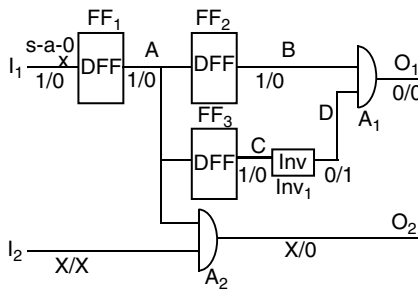 FF1 FF2
s-a-0 A B O1
I1 x DFF DFF
1/0 1/0 1/0 0/0
FF3 D A1
DFF C Inv
1/0 Inv1 0/1
I2 O2
X/X A2 X/0